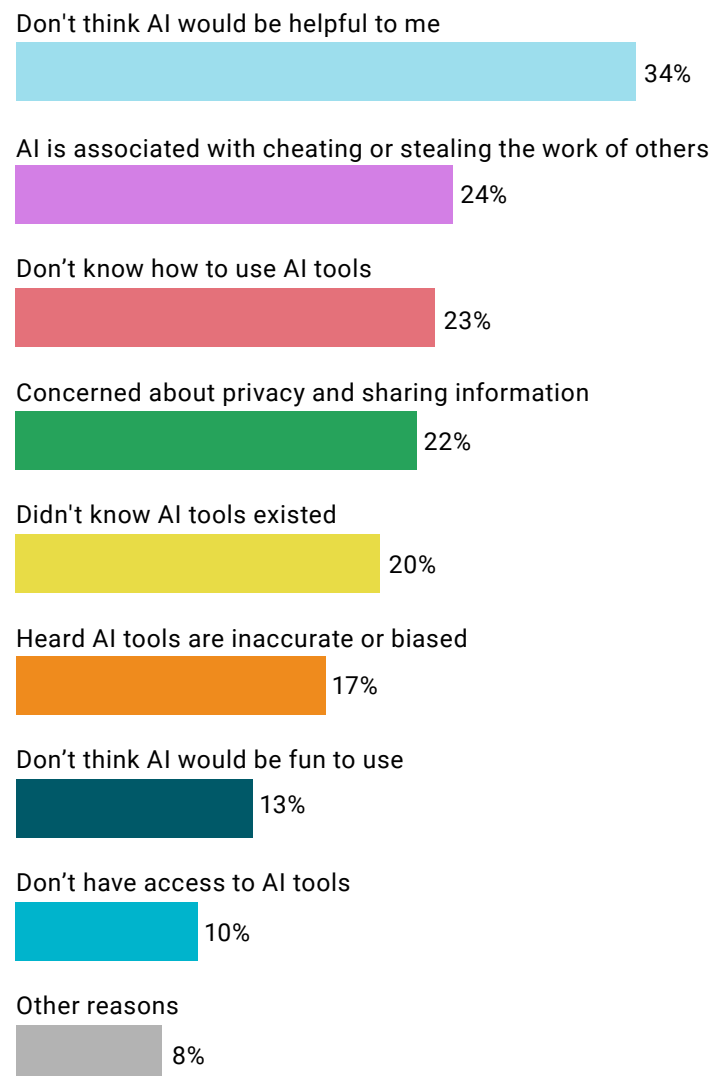 Don't think AI would be helpful to me
34%
AI is associated with cheating or stealing the work of others
24%
Don’t know how to use AI tools
23%
Concerned about privacy and sharing information
22%
Didn't know AI tools existed
20%
Heard AI tools are inaccurate or biased
17%
Don’t think AI would be fun to use
13%
Don’t have access to AI tools
10%
Other reasons
8%